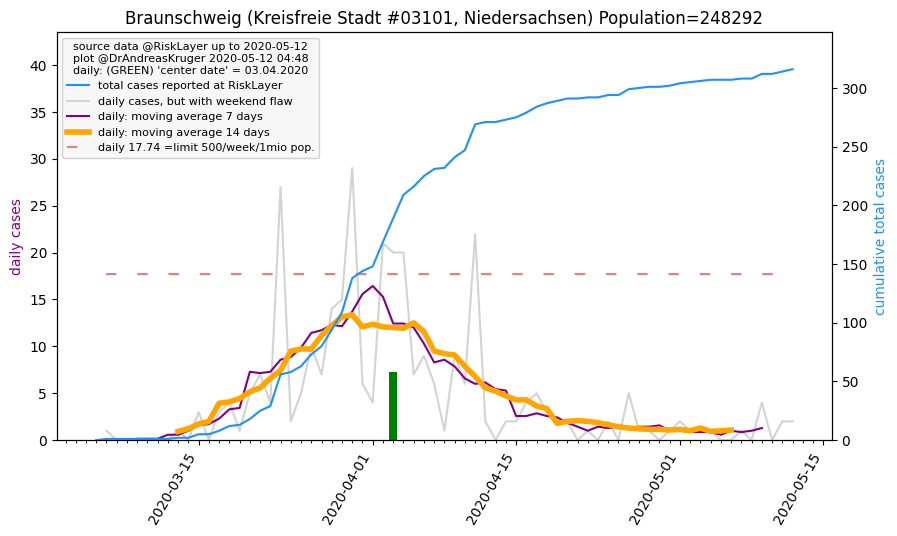 Braunschweig (Kreisfreie Stadt #03101, Niedersachsen) Population=248292
source data @RiskLayer up to 2020-05-12
plot @DrAndreasKruger 2020-05-12 04:48
daily: (GREEN) 'center date' = 03.04.2020
total cases reported at RiskLayer
daily cases, but with weekend flaw
daily: moving average 7 days
daily: moving average 14 days
daily 17.74 =limit 500/week/1mio pop.
daily cases
40
35
30
25
20
15
10
5
0
cumulative total cases
300
250
200
150
100
50
0
2020-03-15
2020-04-01
2020-04-15
2020-05-01
2020-05-15